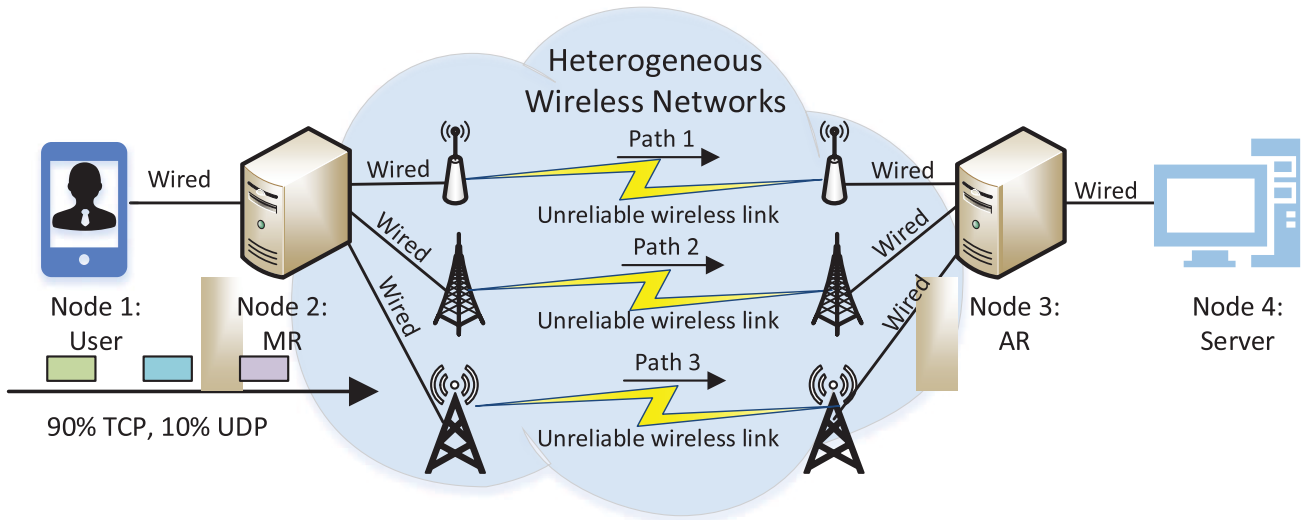 Heterogeneous
Wireless Networks
Path 1
Wired
Wired
Wired
Wired
Unreliable wireless link
Wired
Path 2
Wired
Wired
Unreliable wireless link
Wired
Node 1:
User
Node 2:
MR
Node 3:
AR
Node 4:
Server
Path 3
Unreliable wireless link
90% TCP, 10% UDP